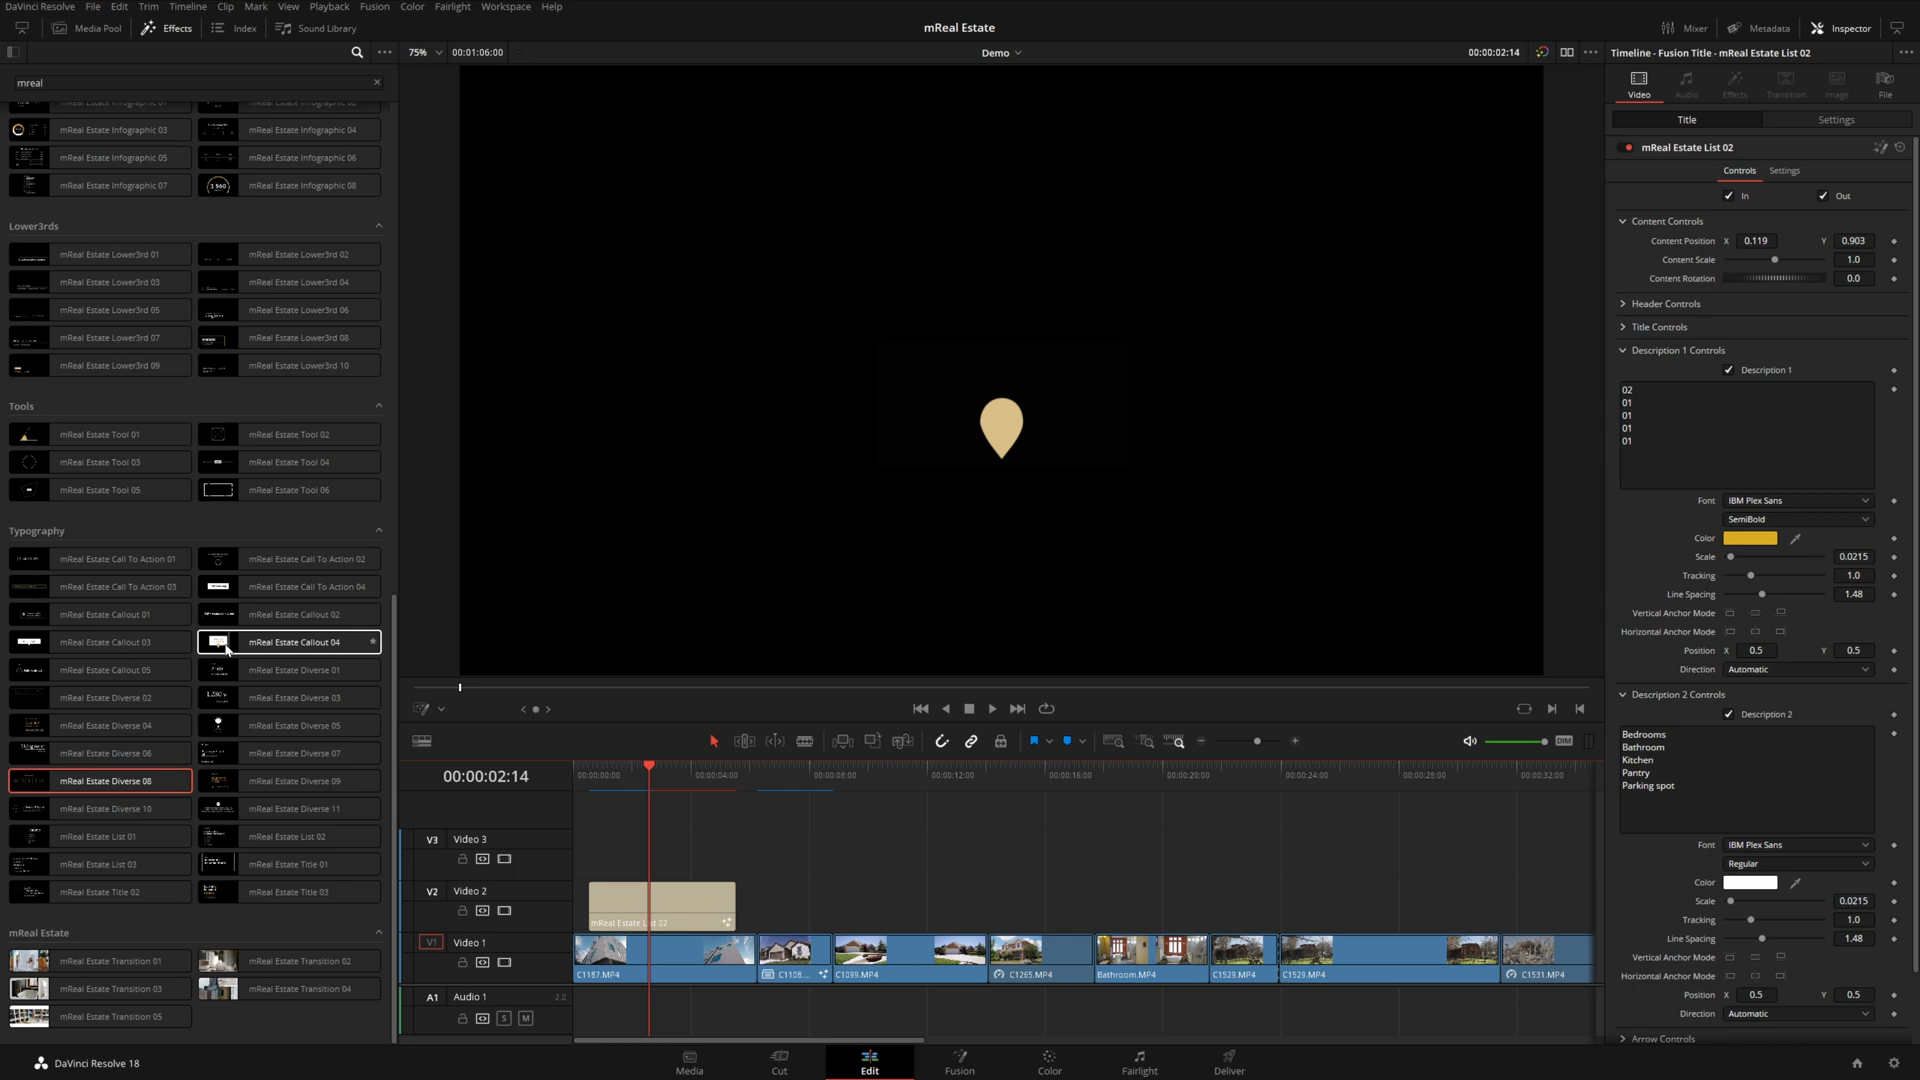 DaVinci Resolve File Edit Trim Timeline Clip Mark View Playback Fusion Color Fairlight Workspace Help
Media Pool Effects Index Sound Library mReal Estate Mixer Metadata Inspector
75% 00:01:06:00 Demo 00:00:02:14 Timeline - Fusion Title - mReal Estate List 02
mreal
mReal Estate Infographic 01 mReal Estate Infographic 02
mReal Estate Infographic 03 mReal Estate Infographic 04
mReal Estate Infographic 05 mReal Estate Infographic 06
mReal Estate Infographic 07 mReal Estate Infographic 08
Lower3rds
mReal Estate Lower3rd 01 mReal Estate Lower3rd 02
mReal Estate Lower3rd 03 mReal Estate Lower3rd 04
mReal Estate Lower3rd 05 mReal Estate Lower3rd 06
mReal Estate Lower3rd 07 mReal Estate Lower3rd 08
mReal Estate Lower3rd 09 mReal Estate Lower3rd 10
Tools
mReal Estate Tool 01 mReal Estate Tool 02
mReal Estate Tool 03 mReal Estate Tool 04
mReal Estate Tool 05 mReal Estate Tool 06
Typography
mReal Estate Call To Action 01 mReal Estate Call To Action 02
mReal Estate Call To Action 03 mReal Estate Call To Action 04
mReal Estate Callout 01 mReal Estate Callout 02
mReal Estate Callout 03 mReal Estate Callout 04
mReal Estate Callout 05 mReal Estate Diverse 01
mReal Estate Diverse 02 mReal Estate Diverse 03
mReal Estate Diverse 04 mReal Estate Diverse 05
mReal Estate Diverse 06 mReal Estate Diverse 07
mReal Estate Diverse 08 mReal Estate Diverse 09
mReal Estate Diverse 10 mReal Estate Diverse 11
mReal Estate List 01 mReal Estate List 02
mReal Estate List 03 mReal Estate Title 01
mReal Estate Title 02 mReal Estate Title 03
mReal Estate
mReal Estate Transition 01 mReal Estate Transition 02
mReal Estate Transition 03 mReal Estate Transition 04
mReal Estate Transition 05
DIM
00:00:02:14 00:00:00:00 00:00:04:00 00:00:08:00 00:00:12:00 00:00:16:00 00:00:20:00 00:00:24:00 00:00:28:00 00:00:32:00
V3 Video 3
V2 Video 2
mReal Estate List 02
V1 Video 1
C1187.MP4 C1108.... C1099.MP4 C1265.MP4 Bathroom.MP4 C1529.MP4 C1529.MP4 C1531.MP4
A1 Audio 1 2.0
S M
Video Audio Effects Transition Image File
Title Settings
mReal Estate List 02
Controls Settings
In Out
Content Controls
Content Position X 0.119 Y 0.903
Content Scale 1.0
Content Rotation 0.0
Header Controls
Title Controls
Description 1 Controls
Description 1
02
01
01
01
01
Font IBM Plex Sans
SemiBold
Color
Scale 0.0215
Tracking 1.0
Line Spacing 1.48
Vertical Anchor Mode
Horizontal Anchor Mode
Position X 0.5 Y 0.5
Direction Automatic
Description 2 Controls
Description 2
Bedrooms
Bathroom
Kitchen
Pantry
Parking spot
Font IBM Plex Sans
Regular
Color
Scale 0.0215
Tracking 1.0
Line Spacing 1.48
Vertical Anchor Mode
Horizontal Anchor Mode
Position X 0.5 Y 0.5
Direction Automatic
Arrow Controls
DaVinci Resolve 18 Media Cut Edit Fusion Color Fairlight Deliver